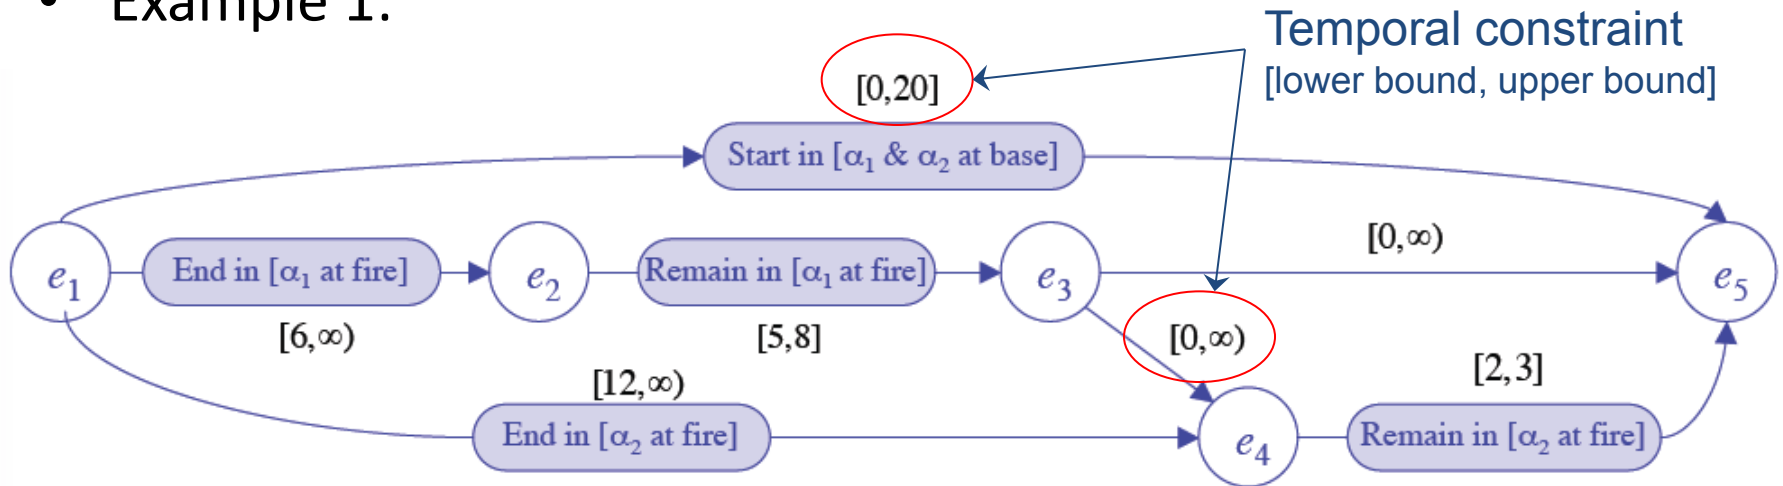 • Example 1:
Temporal constraint
[lower bound, upper bound]
[0,20]
Start in [α₁ & α₂ at base]
[0,∞)
e₁
End in [α₁ at fire]
e₂
Remain in [α₁ at fire]
e₃
e₅
[6,∞)
[5,8]
[0,∞)
[12,∞)
[2,3]
End in [α₂ at fire]
e₄
Remain in [α₂ at fire]